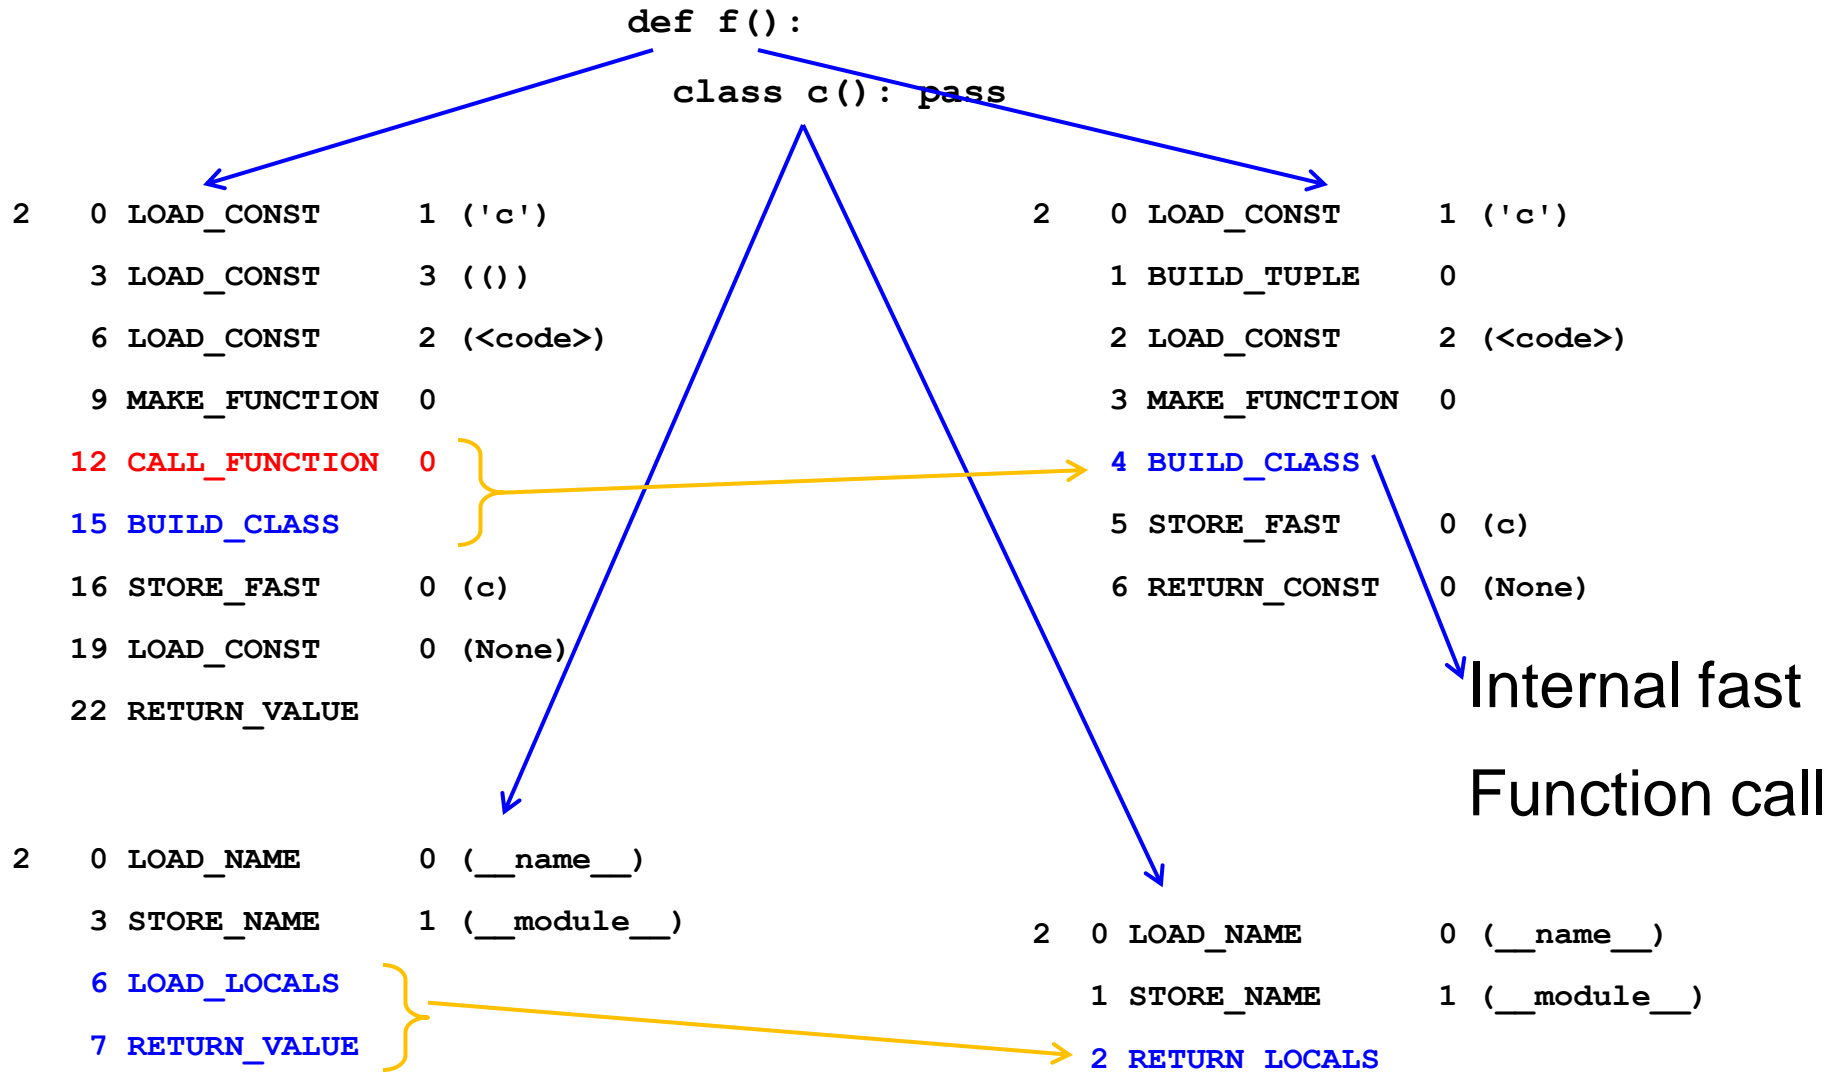 def f():
class c(): pass
2 0 LOAD_CONST 1 ('c')
3 LOAD_CONST 3 (())
6 LOAD_CONST 2 (<code>)
9 MAKE_FUNCTION 0
12 CALL_FUNCTION 0
15 BUILD_CLASS
16 STORE_FAST 0 (c)
19 LOAD_CONST 0 (None)
22 RETURN_VALUE
2 0 LOAD_CONST 1 ('c')
1 BUILD_TUPLE 0
2 LOAD_CONST 2 (<code>)
3 MAKE_FUNCTION 0
4 BUILD_CLASS
5 STORE_FAST 0 (c)
6 RETURN_CONST 0 (None)
Internal fast
Function call
2 0 LOAD_NAME 0 (__name__)
3 STORE_NAME 1 (__module__)
6 LOAD_LOCALS
7 RETURN_VALUE
2 0 LOAD_NAME 0 (__name__)
1 STORE_NAME 1 (__module__)
2 RETURN LOCALS